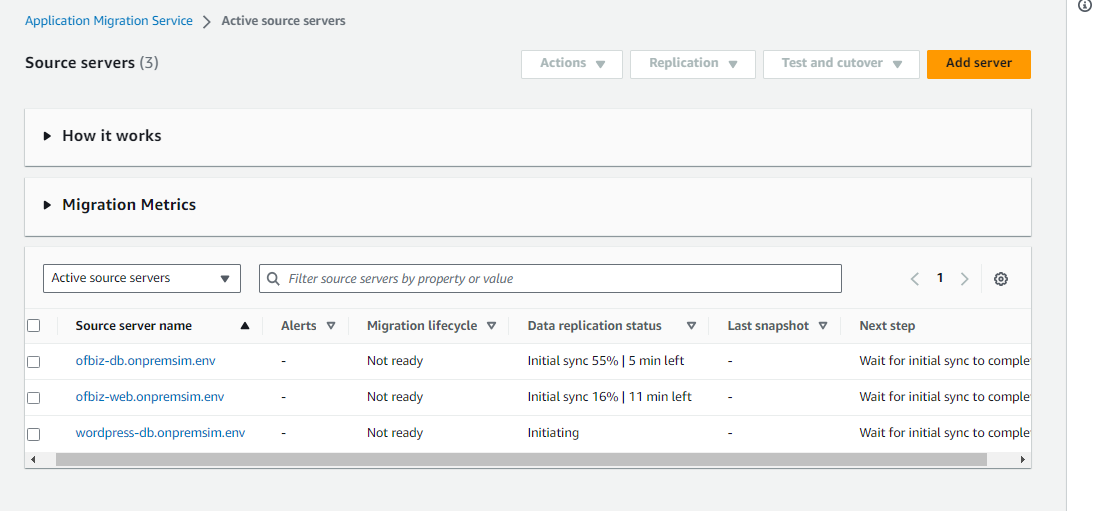 Application Migration Service > Active source servers
Source servers (3) Actions Replication Test and cutover Add server
How it works
Migration Metrics
Active source servers Filter source servers by property or value 1
Source server name Alerts Migration lifecycle Data replication status Last snapshot Next step
ofbiz-db.onpremsim.env - Not ready Initial sync 55% | 5 min left - Wait for initial sync to comple
ofbiz-web.onpremsim.env - Not ready Initial sync 16% | 11 min left - Wait for initial sync to comple
wordpress-db.onpremsim.env - Not ready Initiating - Wait for initial sync to comple